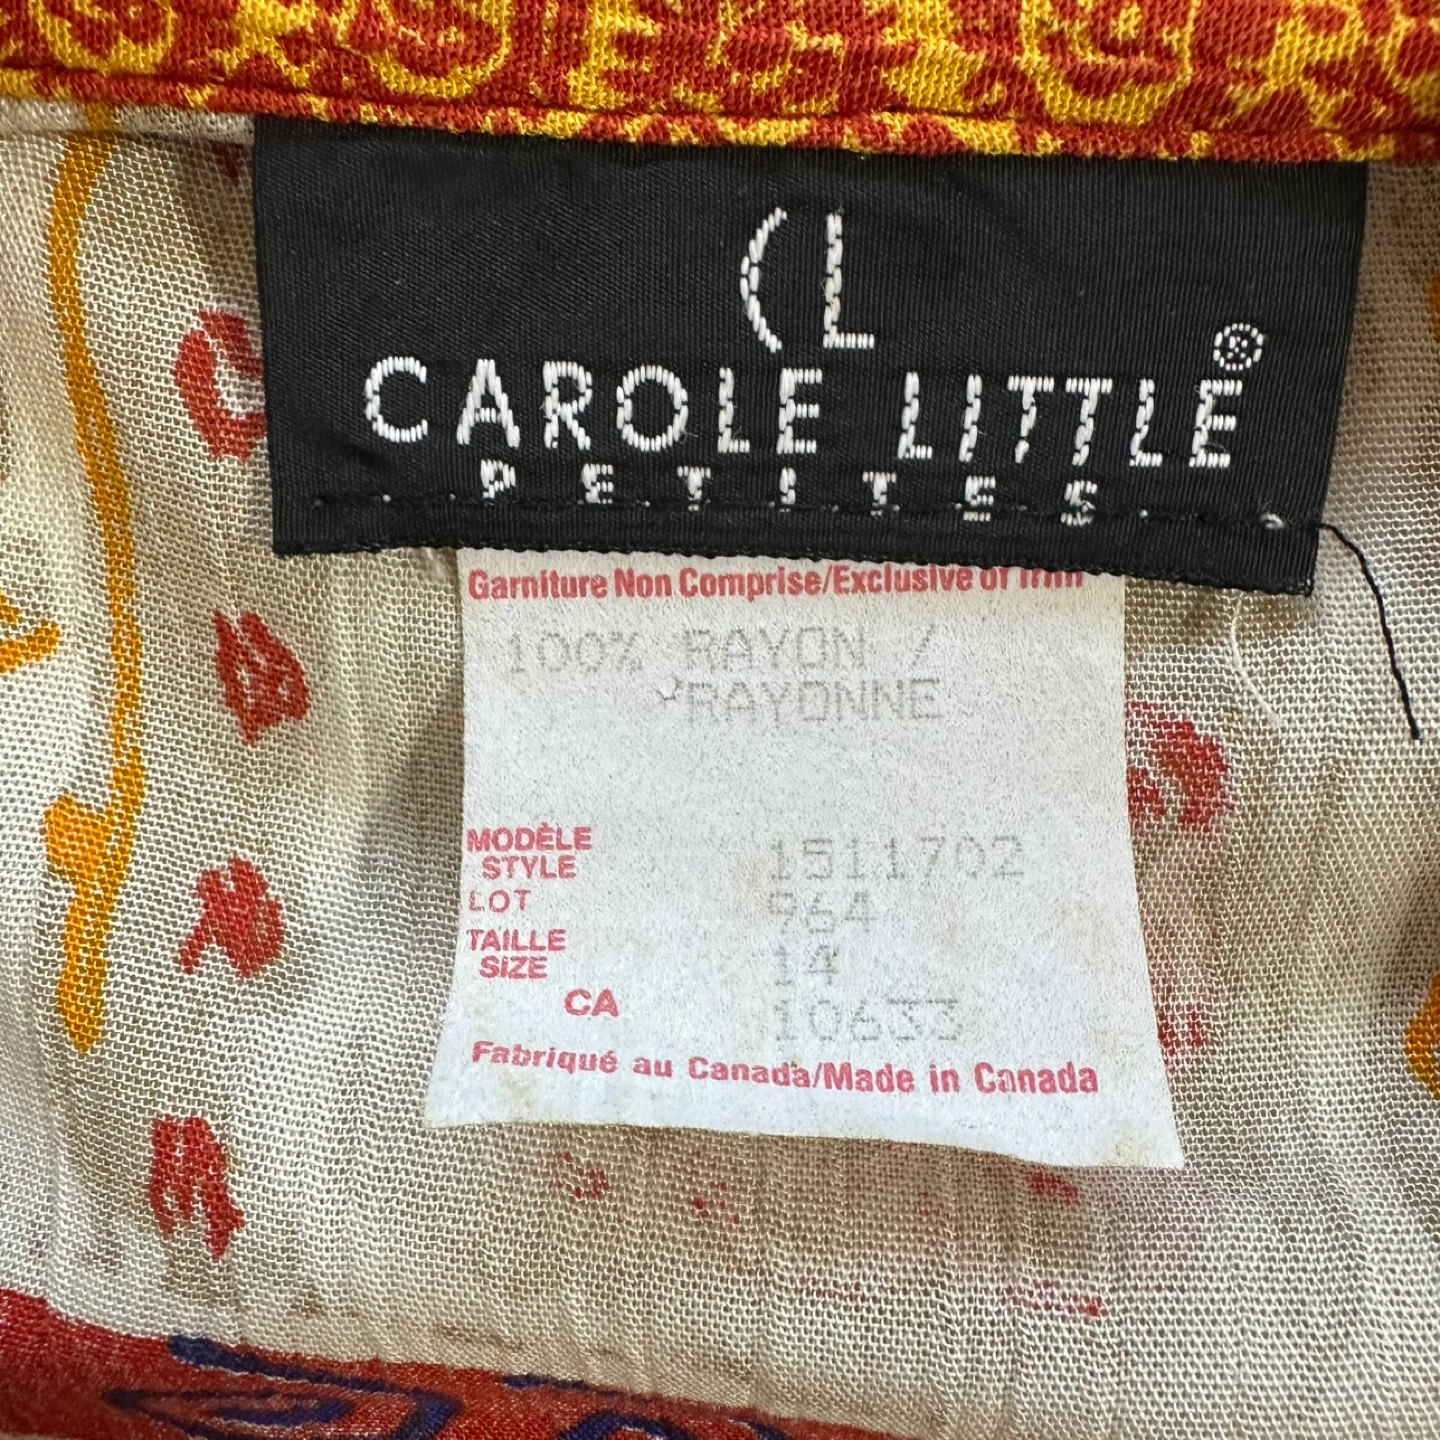 CL
CAROLE LITTLE®
PETITES
Garniture Non Comprise/Exclusive of Trim
100% RAYON /
RAYONNE
MODÈLE
STYLE 1511702
LOT 964
TAILLE
SIZE 14
CA 10633
Fabriqué au Canada/Made in Canada